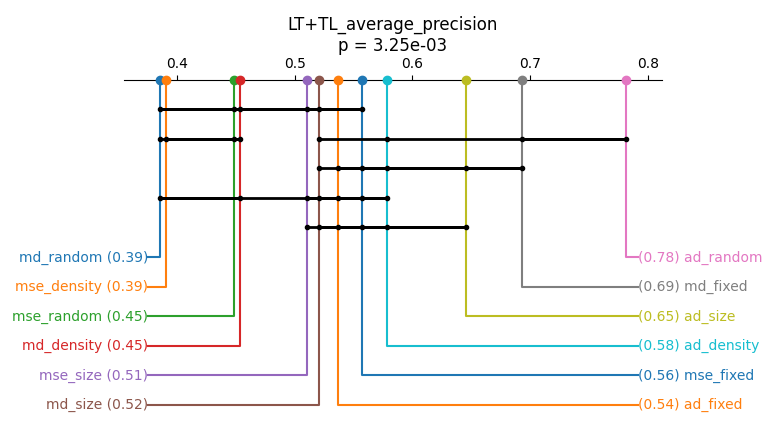 LT+TL_average_precision
p = 3.25e-03
0.4 0.5 0.6 0.7 0.8
md_random (0.39) (0.78) ad_random
mse_density (0.39) (0.69) md_fixed
mse_random (0.45) (0.65) ad_size
md_density (0.45) (0.58) ad_density
mse_size (0.51) (0.56) mse_fixed
md_size (0.52) (0.54) ad_fixed